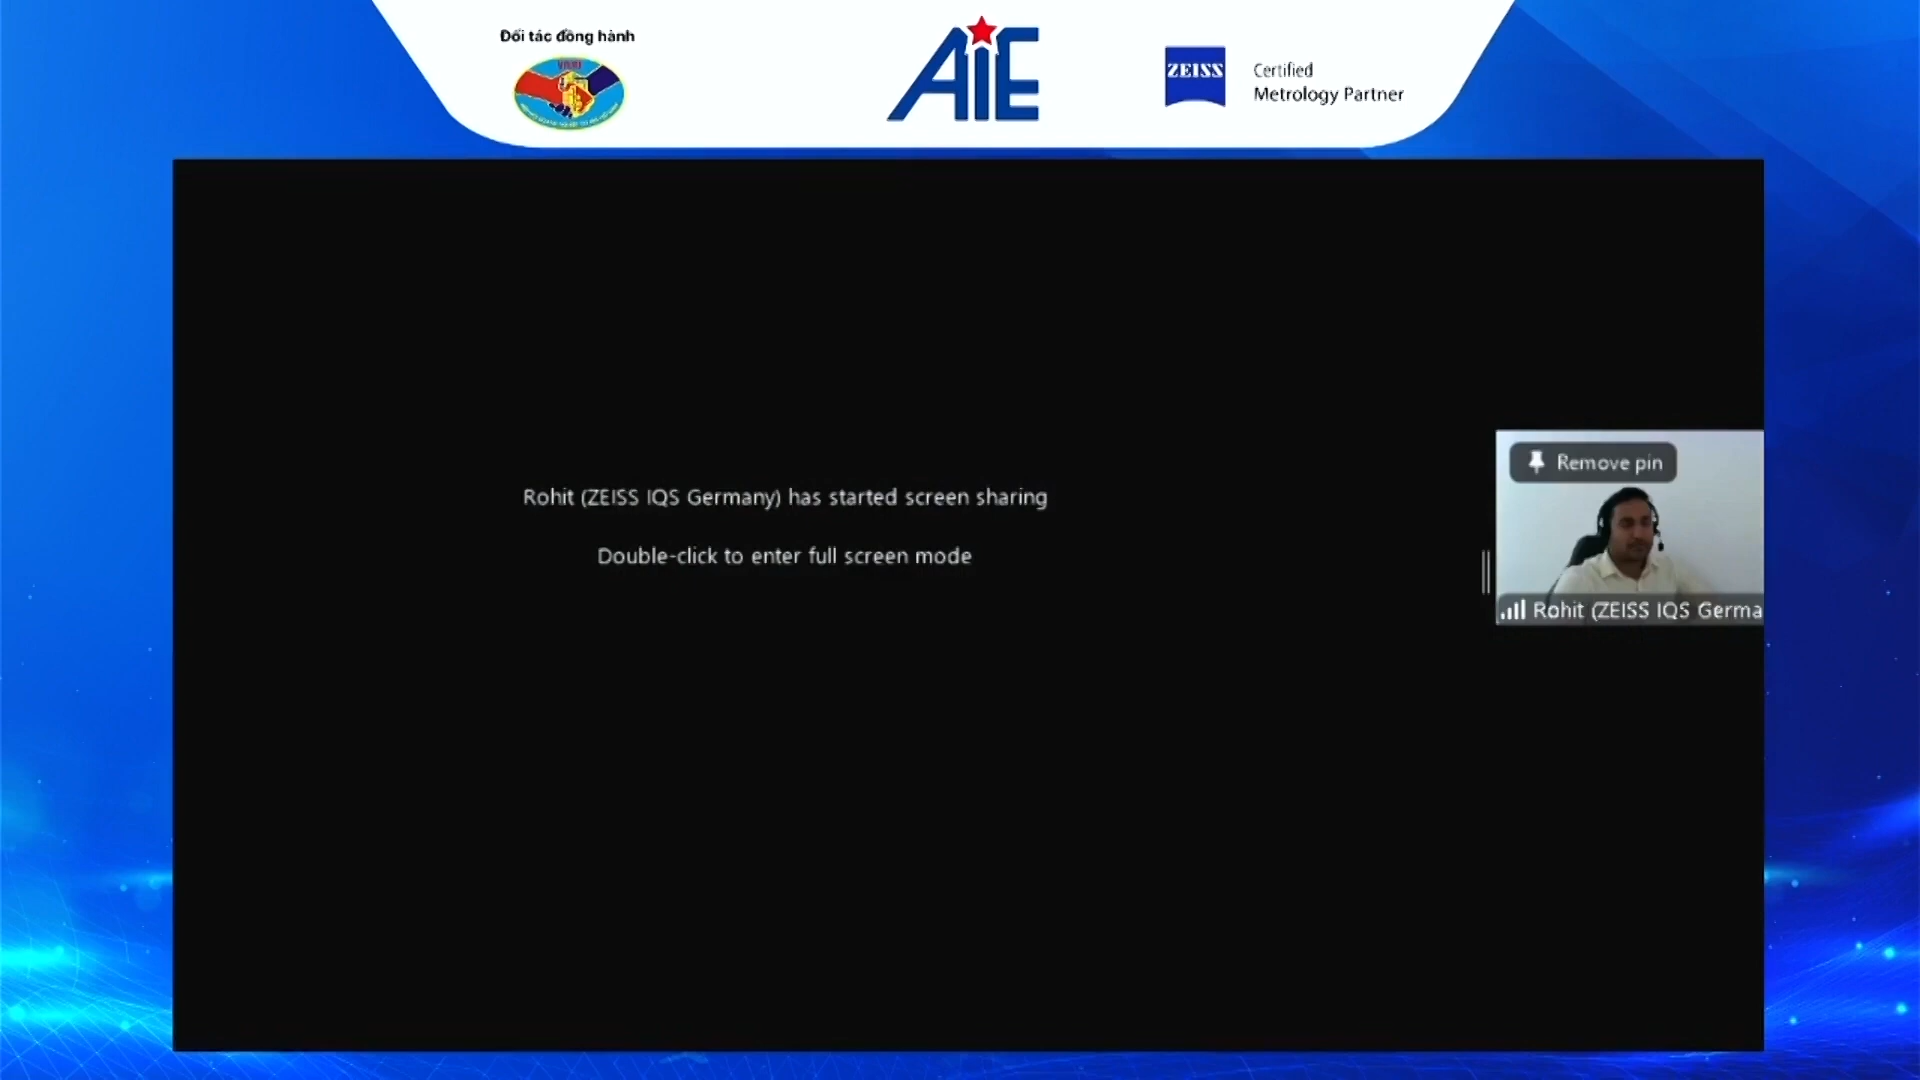 Đối tác đồng hành
VASI
AiE
ZEISS
Certified
Metrology Partner
Rohit (ZEISS IQS Germany) has started screen sharing
Double-click to enter full screen mode
Remove pin
Rohit (ZEISS IQS Germa